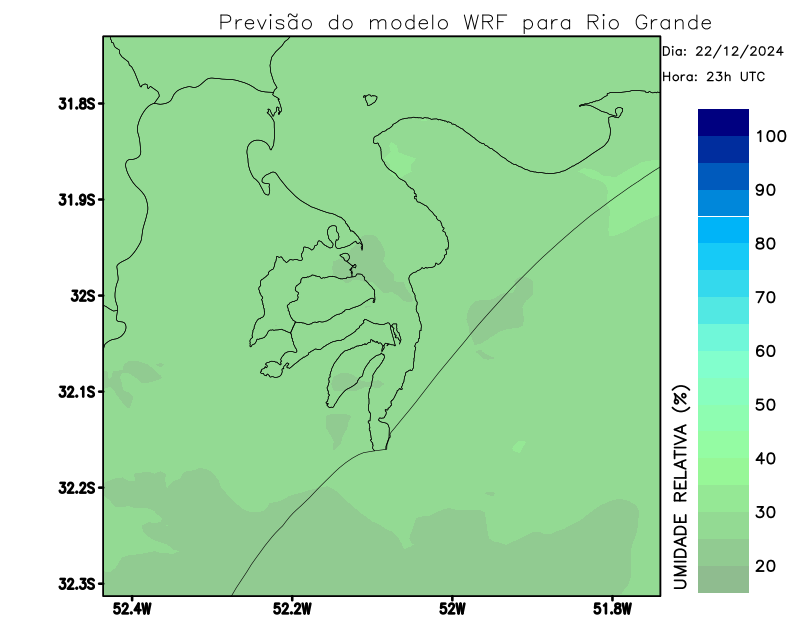 Previsão do modelo WRF para Rio Grande
Dia: 22/12/2024
Hora: 23h UTC
31.8S
31.9S
32S
32.1S
32.2S
32.3S
52.4W
52.2W
52W
51.8W
100
90
80
70
60
50
40
30
20
UMIDADE RELATIVA (%)